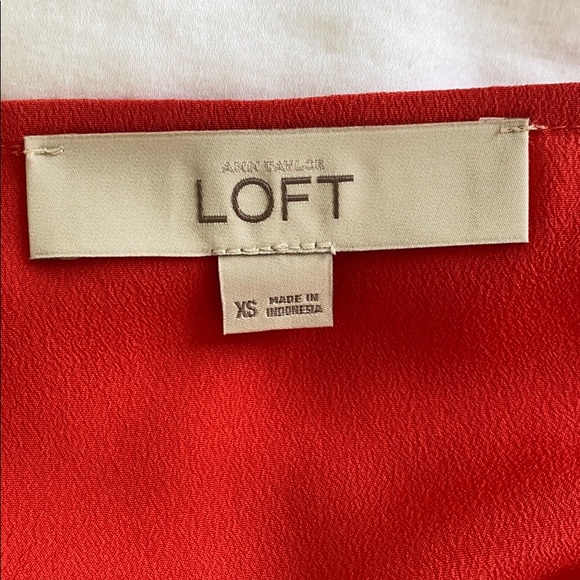 ANN TAYLOR
LOFT
XS
MADE IN
INDONESIA